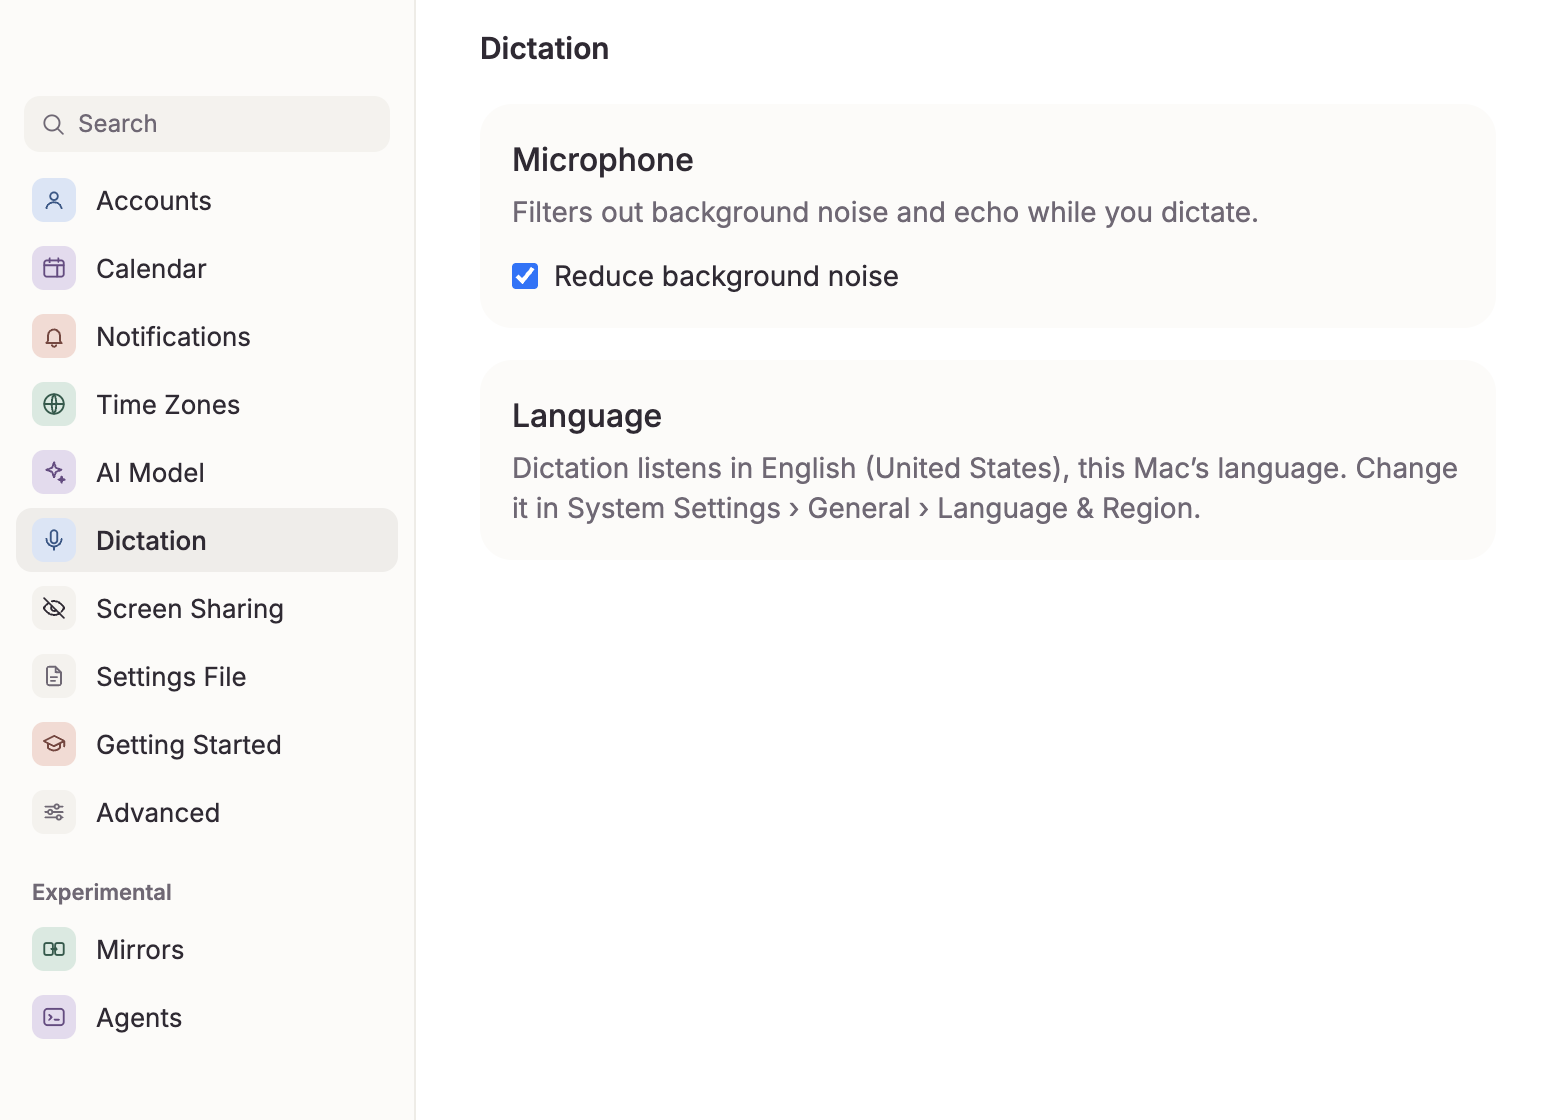 Search
Accounts
Calendar
Notifications
Time Zones
AI Model
Dictation
Screen Sharing
Settings File
Getting Started
Advanced
Experimental
Mirrors
Agents
Dictation
Microphone
Filters out background noise and echo while you dictate.
Reduce background noise
Language
Dictation listens in English (United States), this Mac’s language. Change
it in System Settings › General › Language & Region.